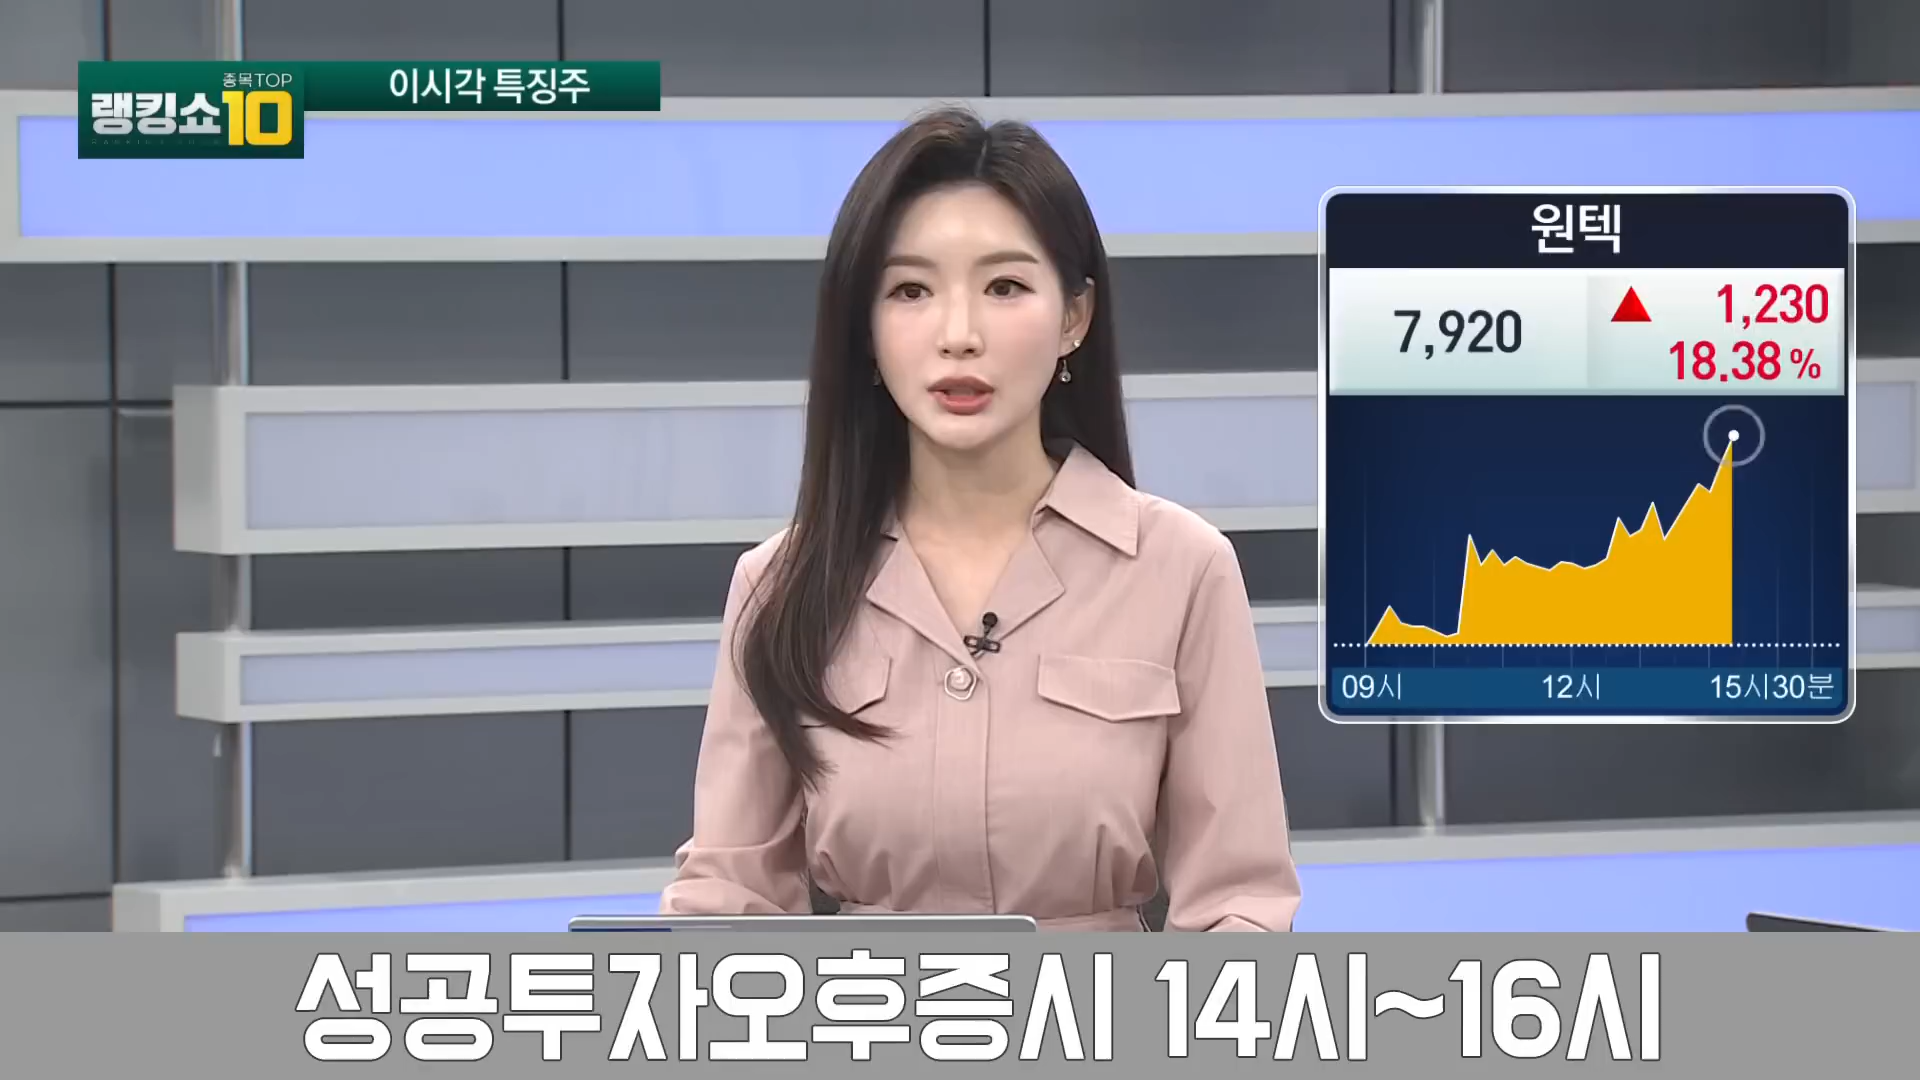 종목TOP
랭킹쇼10
이시각 특징주
원텍
7,920
▲ 1,230
18.38%
09시 12시 15시30분
성공투자오후증시 14시~16시